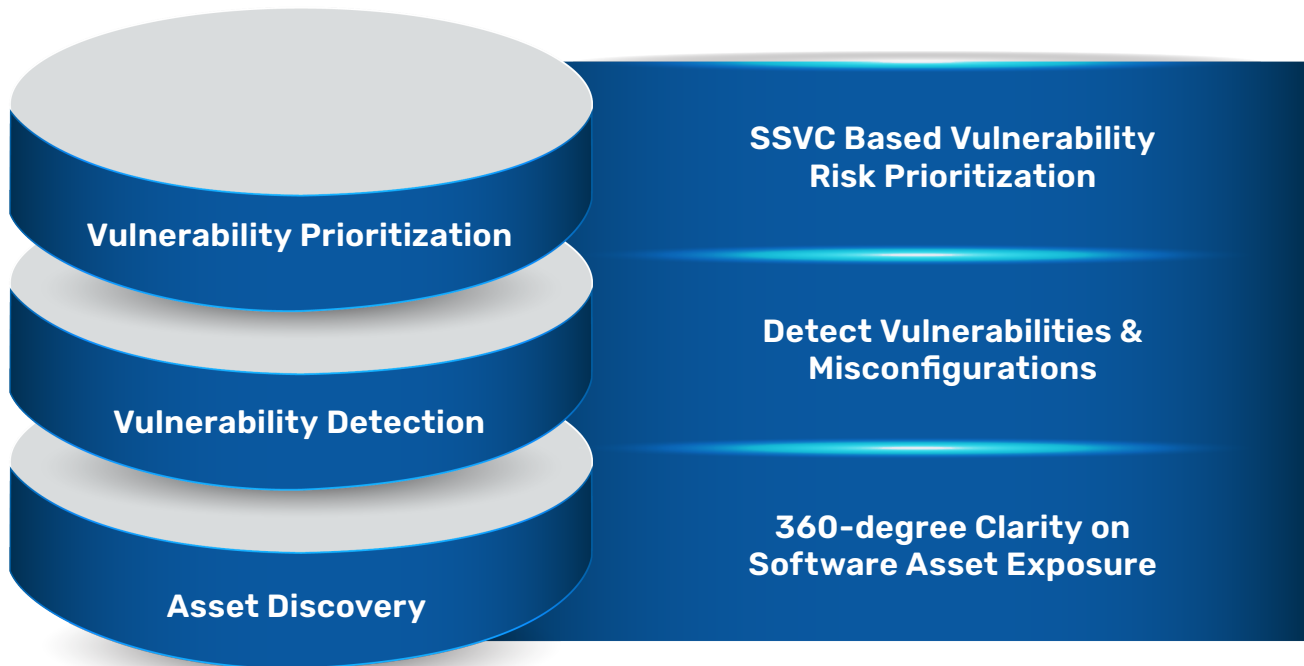 Vulnerability Prioritization
SSVC Based Vulnerability
Risk Prioritization
Vulnerability Detection
Detect Vulnerabilities &
Misconfigurations
Asset Discovery
360-degree Clarity on
Software Asset Exposure